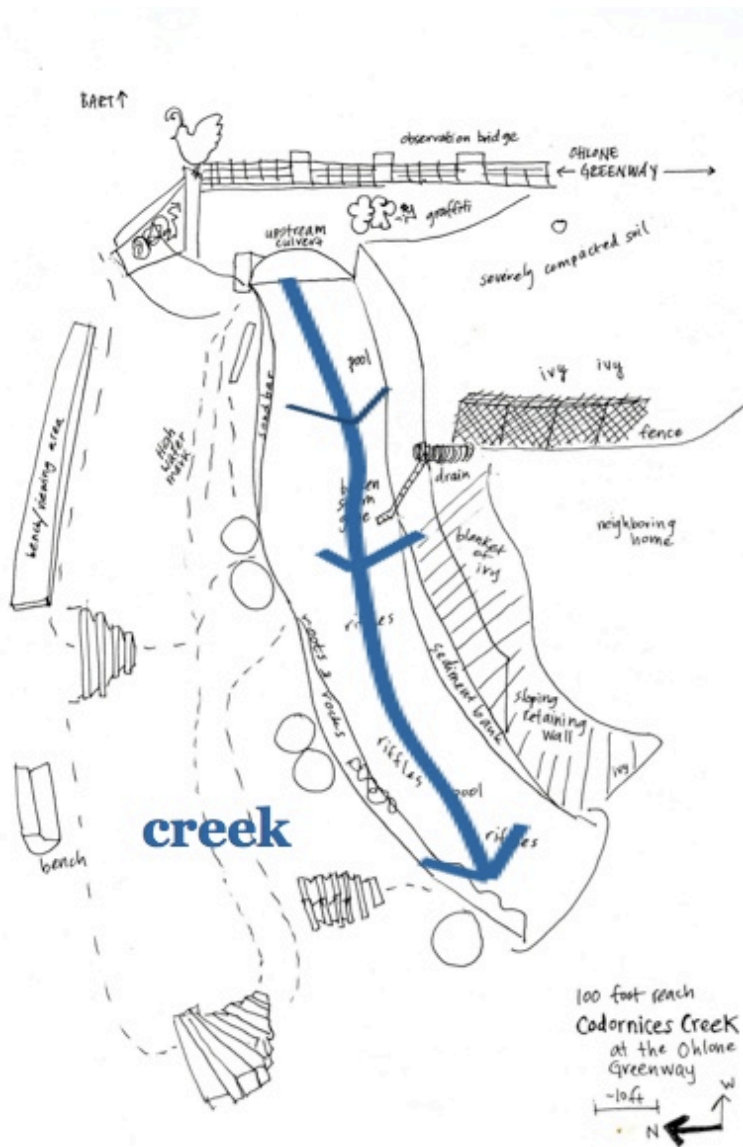 BART ↑
observation bridge
← OHLONE
GREENWAY →
graffiti
upstream
culvert
severely compacted soil
pool
ivy ivy
sandbar
High
water
mark
fence
drain
bench/viewing area
neighboring
home
blanket
of
ivy
riffles
roots & rocks
sediment bank
sloping
retaining
wall
ivy
riffles
pool
creek
riffles
bench
100 foot reach
Codornices Creek
at the Ohlone
Greenway
~10ft
W
N